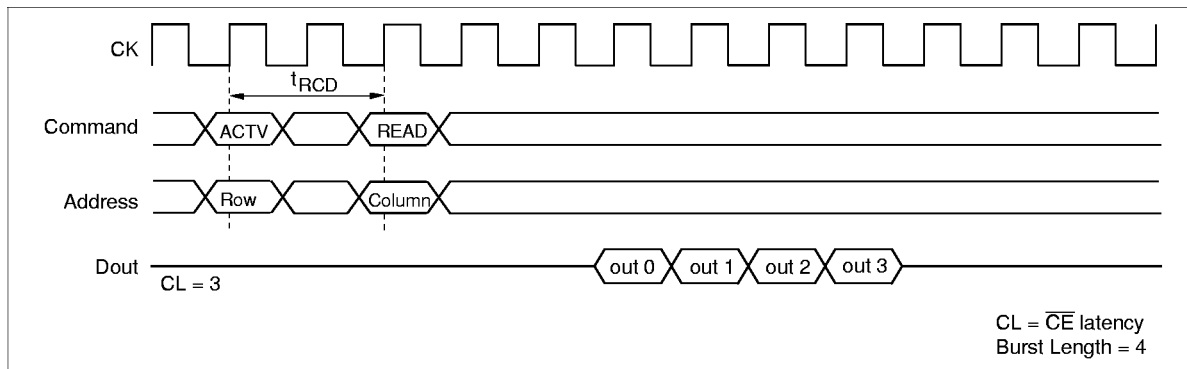 CK
tRCD
Command
ACTV
READ
Address
Row
Column
Dout
out 0
out 1
out 2
out 3
CL = 3
CL = C̅E̅ latency
Burst Length = 4